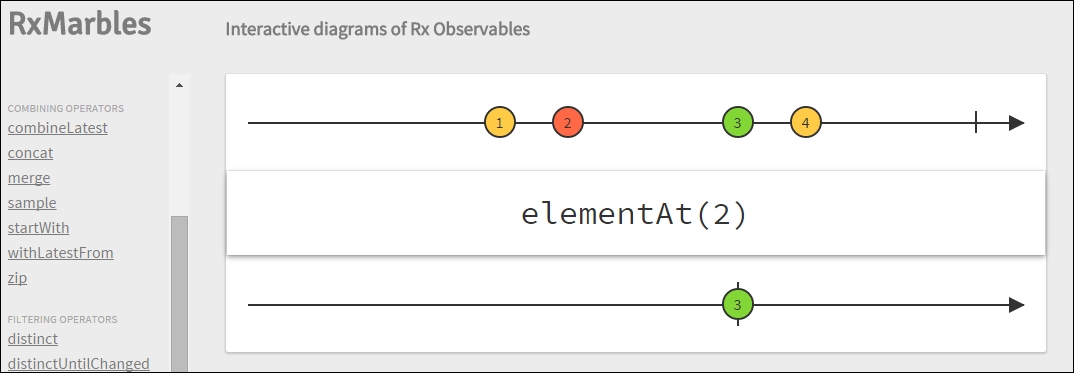 RxMarbles
Interactive diagrams of Rx Observables
COMBINING OPERATORS
combineLatest
concat
merge
sample
startWith
withLatestFrom
zip
FILTERING OPERATORS
distinct
distinctUntilChanged
1 2 3 4
elementAt(2)
3